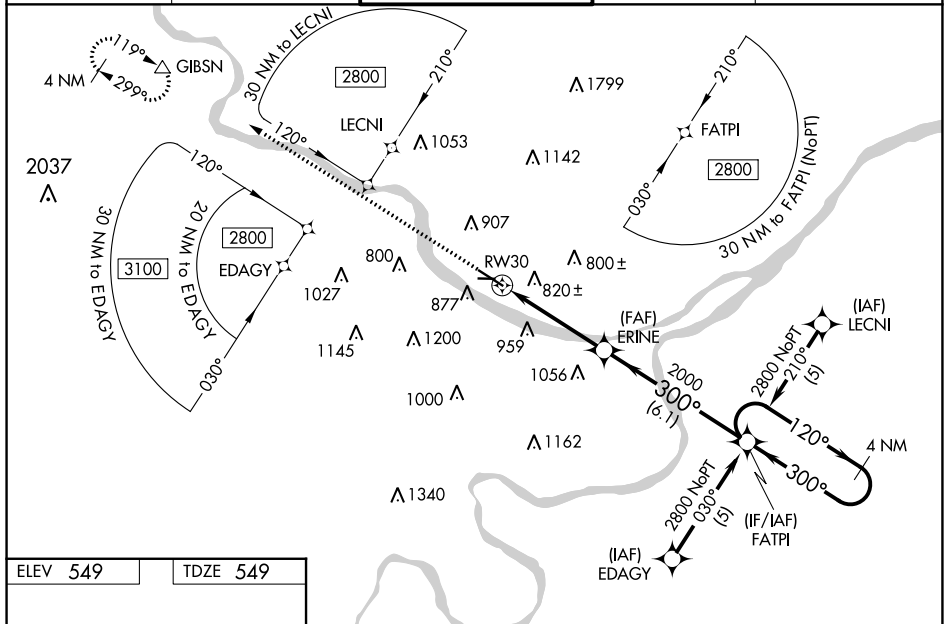 119°
299°
4 NM
GIBSN
30 NM to LECNI
2800
210°
120°
LECNI
1053
1799
1142
210°
FATPI
2800
030°
30 NM to FATPI (NoPT)
2037
120°
30 NM to EDAGY
20 NM to EDAGY
2800
3100
EDAGY
030°
907
800
1027
877
RW30
800 ±
820 ±
1145
1200
959
1056
1000
1162
1340
(FAF)
ERINE
2000
300°
(6.1)
(IAF)
LECNI
2800 NoPT
210°
(5)
120°
4 NM
300°
2800 NoPT
030°
(5)
(IF/IAF)
FATPI
(IAF)
EDAGY
ELEV 549
TDZE 549